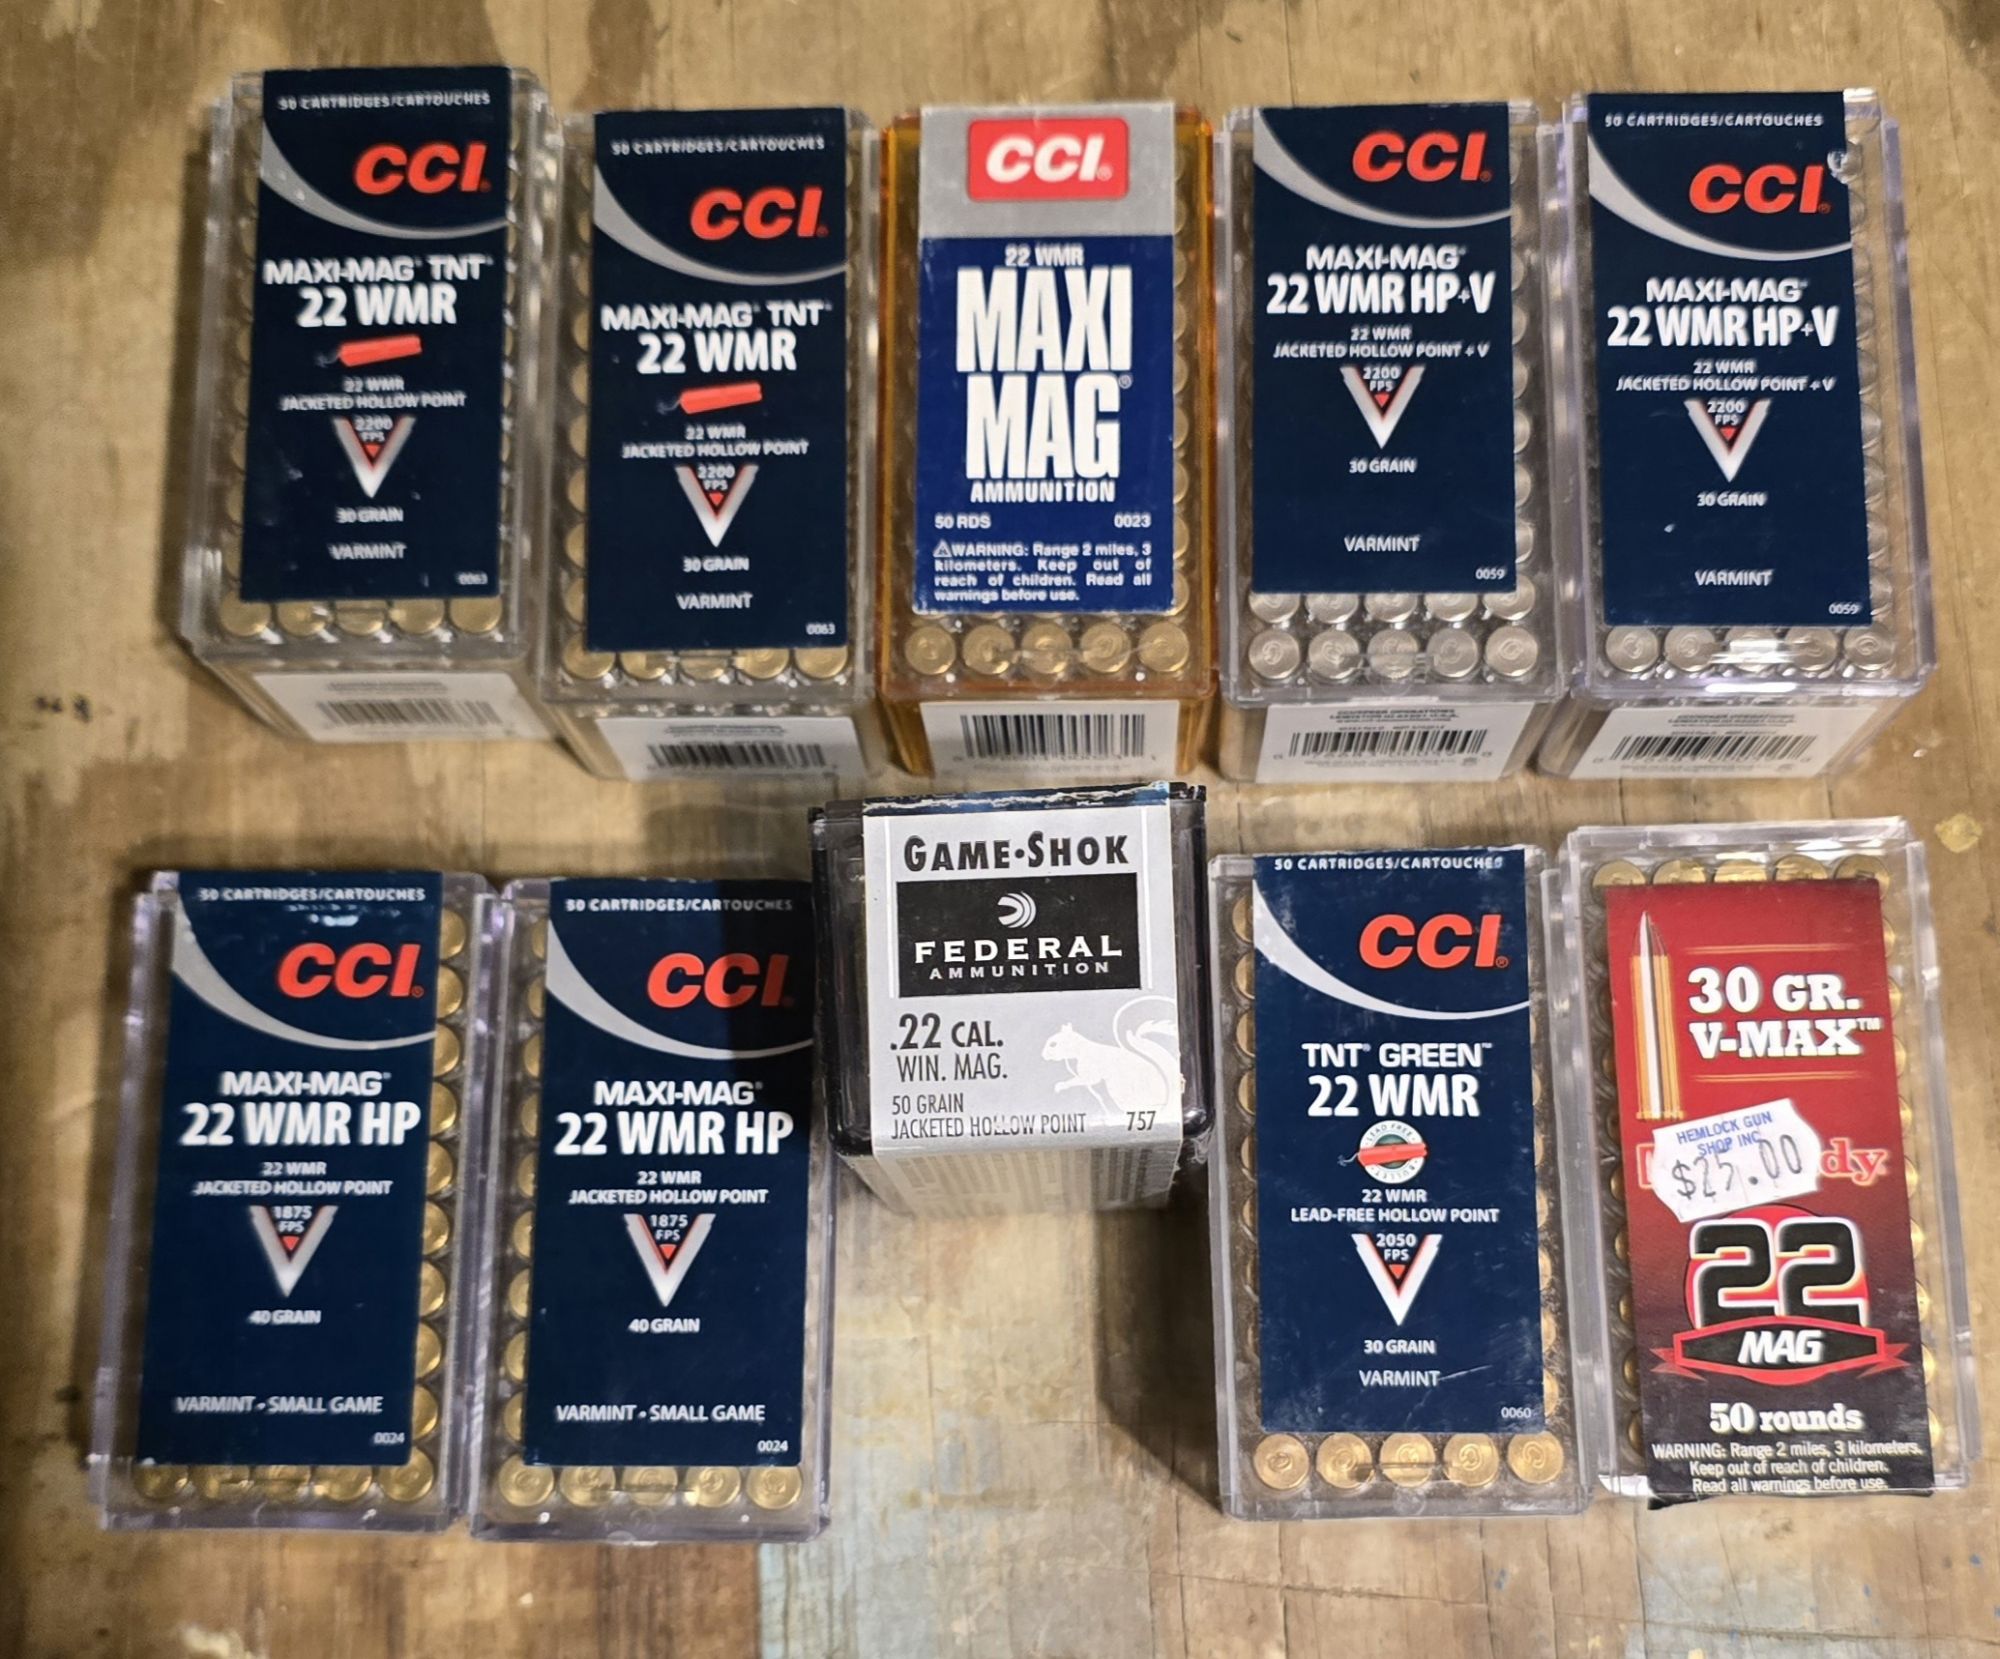 50 CARTRIDGES/CARTOUCHES
CCI®
MAXI-MAG® TNT®
22 WMR
22 WMR
JACKETED HOLLOW POINT
2200
FPS
30 GRAIN
VARMINT
0063
50 CARTRIDGES/CARTOUCHES
CCI®
MAXI-MAG® TNT®
22 WMR
22 WMR
JACKETED HOLLOW POINT
2200
FPS
30 GRAIN
VARMINT
0063
CCI®
22 WMR
MAXI
MAG®
AMMUNITION
50 RDS 0023
WARNING: Range 2 miles, 3
kilometers. Keep out of
reach of children. Read all
warnings before use.
CCI®
MAXI-MAG®
22 WMR HP+V
22 WMR
JACKETED HOLLOW POINT + V
2200
FPS
30 GRAIN
VARMINT
0059
50 CARTRIDGES/CARTOUCHES
CCI®
MAXI-MAG®
22 WMR HP+V
22 WMR
JACKETED HOLLOW POINT + V
2200
FPS
30 GRAIN
VARMINT
0059
50 CARTRIDGES/CARTOUCHES
CCI®
MAXI-MAG®
22 WMR HP
22 WMR
JACKETED HOLLOW POINT
1875
FPS
40 GRAIN
VARMINT • SMALL GAME
0024
50 CARTRIDGES/CARTOUCHES
CCI®
MAXI-MAG®
22 WMR HP
22 WMR
JACKETED HOLLOW POINT
1875
FPS
40 GRAIN
VARMINT • SMALL GAME
0024
GAME•SHOK
FEDERAL
AMMUNITION
.22 CAL.
WIN. MAG.
50 GRAIN
JACKETED HOLLOW POINT 757
50 CARTRIDGES/CARTOUCHES
CCI®
TNT® GREEN™
22 WMR
LEAD FREE
22 WMR
LEAD-FREE HOLLOW POINT
2050
FPS
30 GRAIN
VARMINT
0060
30 GR.
V-MAX™
HEMLOCK GUN
SHOP INC
$25.00
dy
22
MAG
50 rounds
WARNING: Range 2 miles, 3 kilometers.
Keep out of reach of children.
Read all warnings before use.